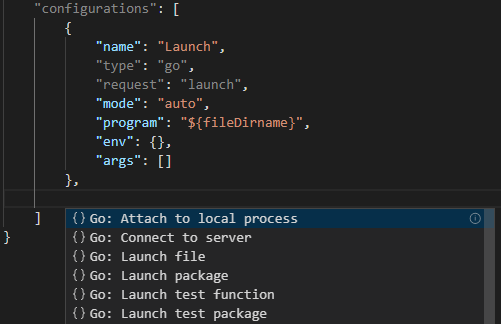 "configurations": [
{
"name": "Launch",
"type": "go",
"request": "launch",
"mode": "auto",
"program": "${fileDirname}",
"env": {},
"args": []
},
]
{} Go: Attach to local process
}
{} Go: Connect to server
{} Go: Launch file
{} Go: Launch package
{} Go: Launch test function
{} Go: Launch test package